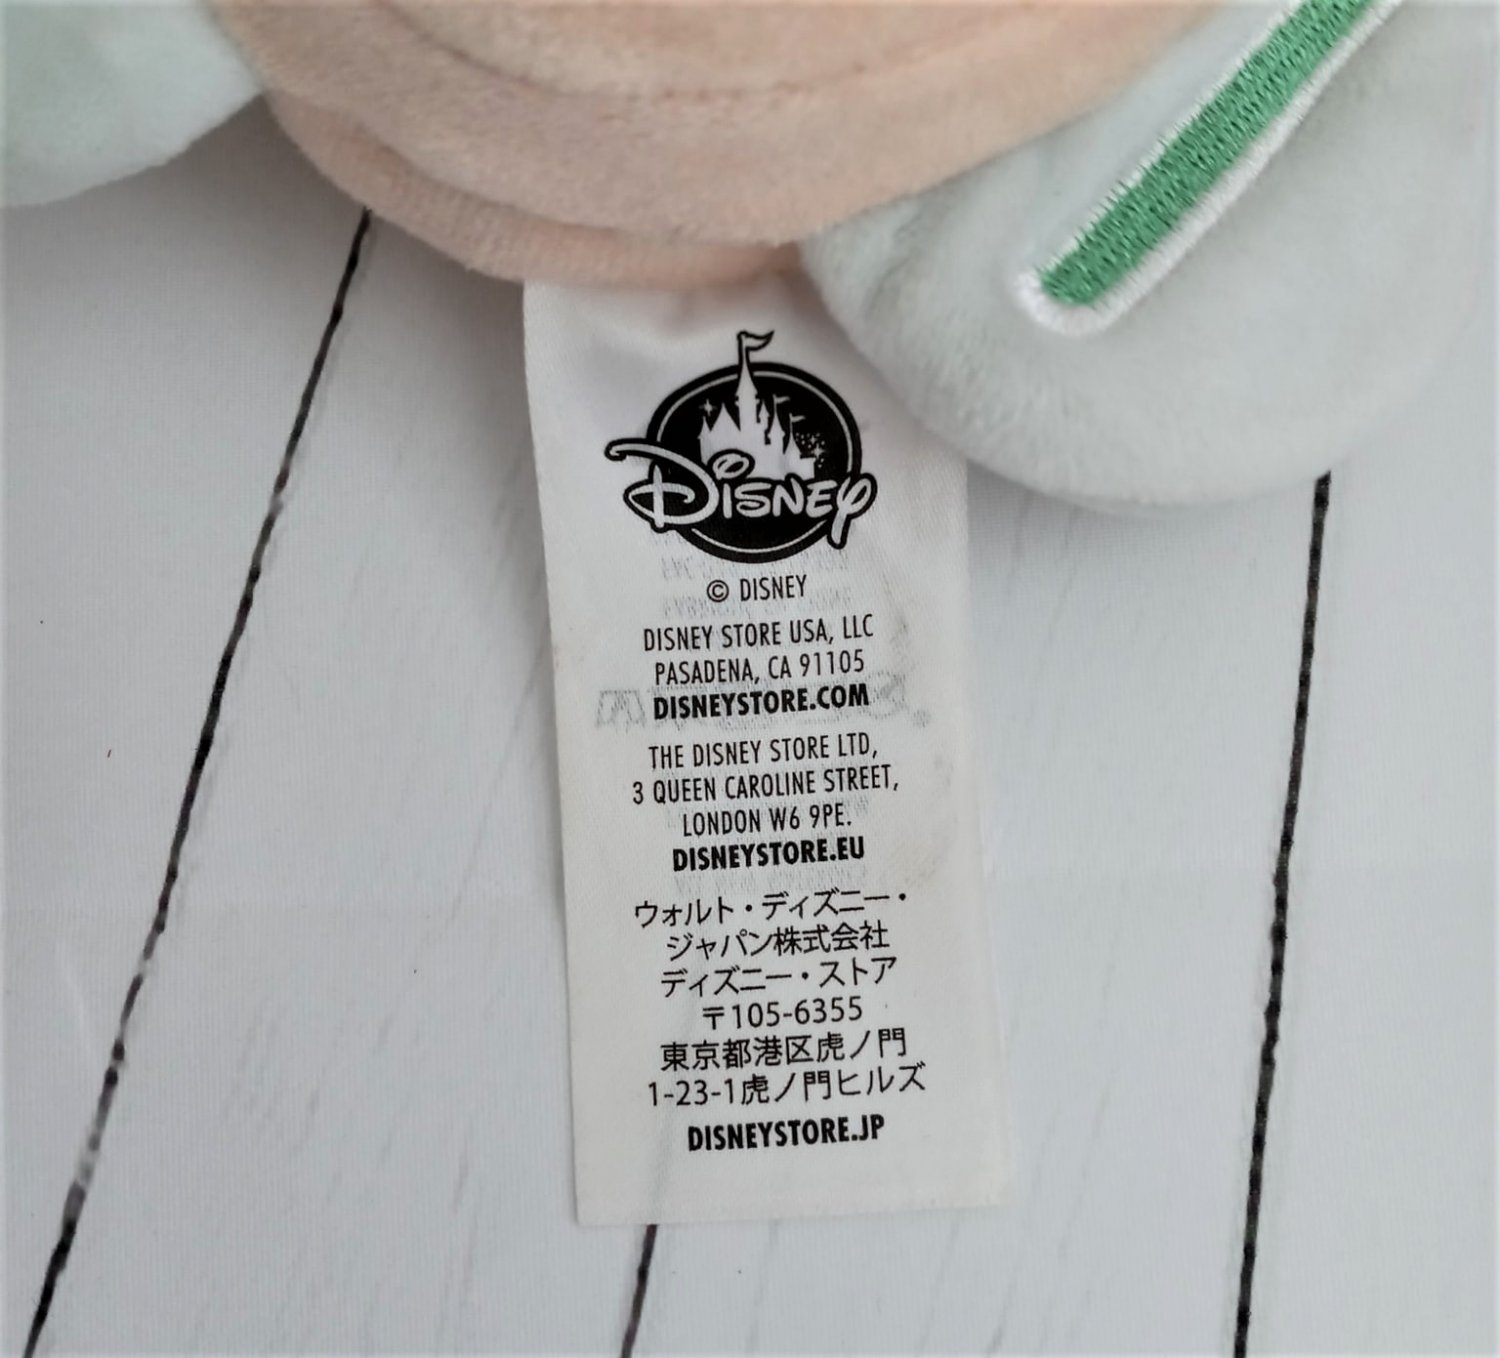 Disney
© DISNEY
DISNEY STORE USA, LLC
PASADENA, CA 91105
DISNEYSTORE.COM
THE DISNEY STORE LTD,
3 QUEEN CAROLINE STREET,
LONDON W6 9PE.
DISNEYSTORE.EU
ウォルト・ディズニー・
ジャパン株式会社
ディズニー・ストア
〒105-6355
東京都港区虎ノ門
1-23-1虎ノ門ヒルズ
DISNEYSTORE.JP